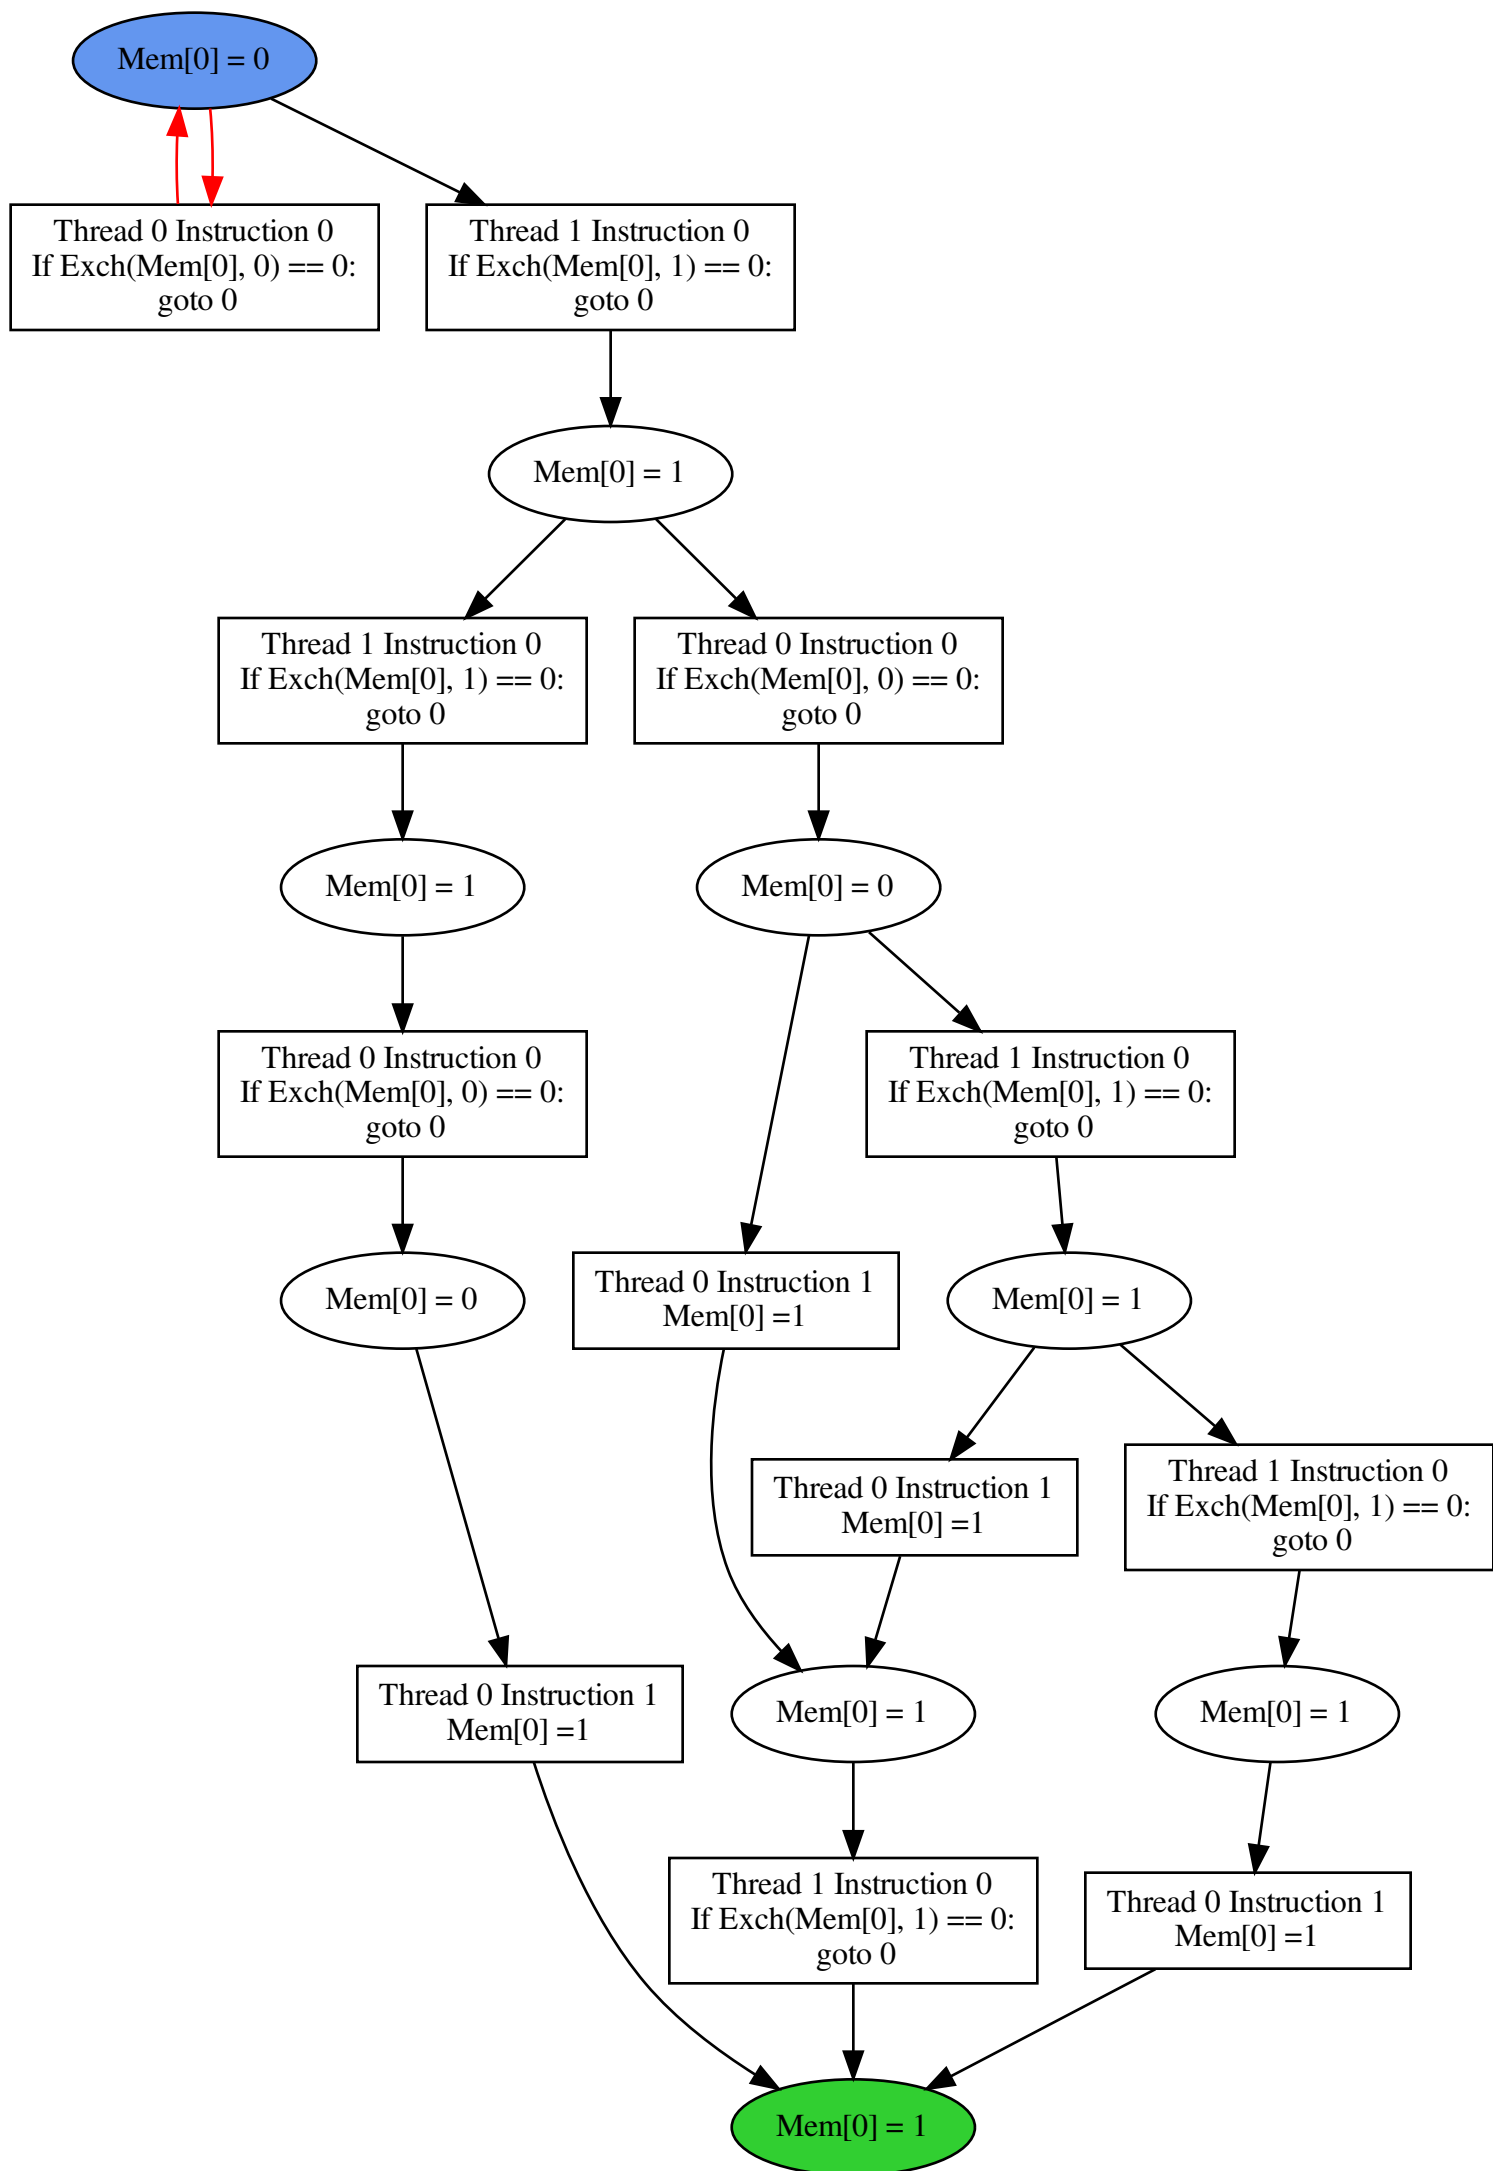 Mem[0] = 0
Thread 0 Instruction 0
If Exch(Mem[0], 0) == 0:
goto 0
Thread 1 Instruction 0
If Exch(Mem[0], 1) == 0:
goto 0
Mem[0] = 1
Thread 1 Instruction 0
If Exch(Mem[0], 1) == 0:
goto 0
Thread 0 Instruction 0
If Exch(Mem[0], 0) == 0:
goto 0
Mem[0] = 1
Mem[0] = 0
Thread 0 Instruction 0
If Exch(Mem[0], 0) == 0:
goto 0
Thread 1 Instruction 0
If Exch(Mem[0], 1) == 0:
goto 0
Mem[0] = 0
Thread 0 Instruction 1
Mem[0] =1
Mem[0] = 1
Thread 0 Instruction 1
Mem[0] =1
Thread 1 Instruction 0
If Exch(Mem[0], 1) == 0:
goto 0
Thread 0 Instruction 1
Mem[0] =1
Mem[0] = 1
Mem[0] = 1
Thread 1 Instruction 0
If Exch(Mem[0], 1) == 0:
goto 0
Thread 0 Instruction 1
Mem[0] =1
Mem[0] = 1